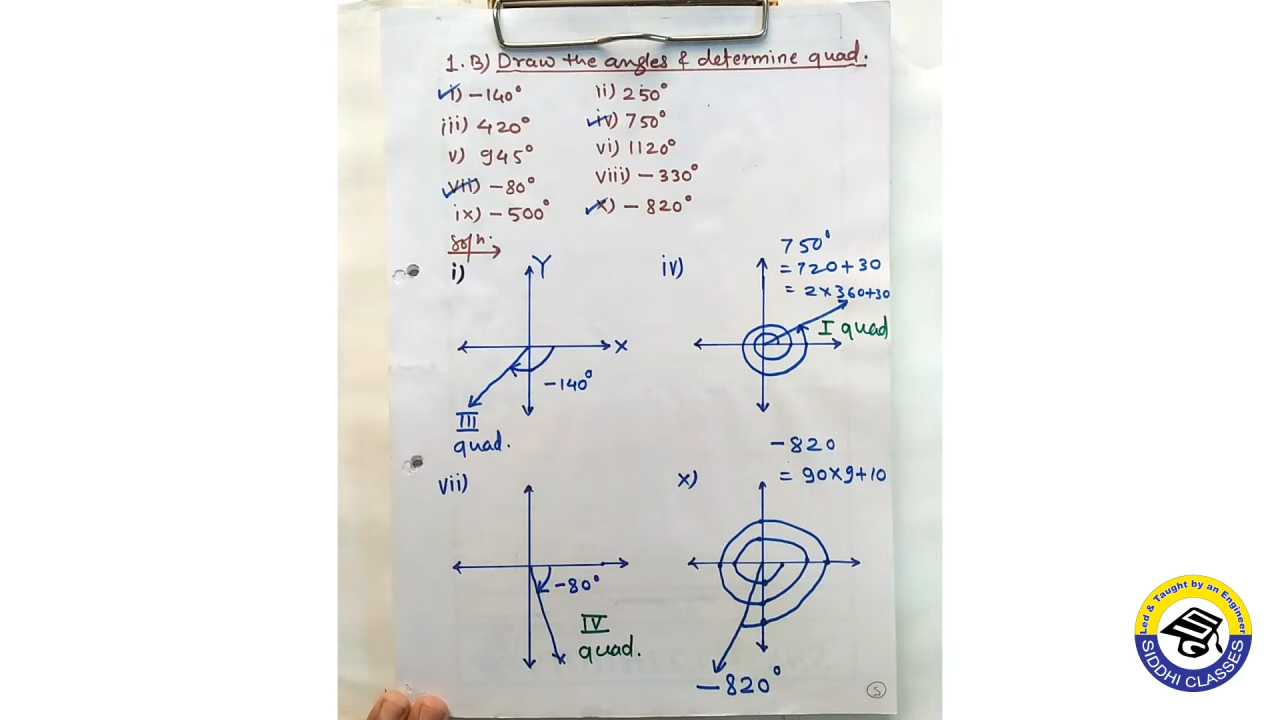 1. B) Draw the angles & determine quad.
i) -140°
ii) 250°
iii) 420°
iv) 750°
v) 945°
vi) 1120°
vii) -80°
viii) -330°
ix) -500°
x) -820°
Soln.
i)
Y
X
-140°
III
quad.
iv)
750°
=720+30
= 2×360+30
I quad
vii)
-80°
IV
quad.
x)
-820
= 90×9+10
-820°
5
Led & Taught by an Engineer
SIDDHI CLASSES